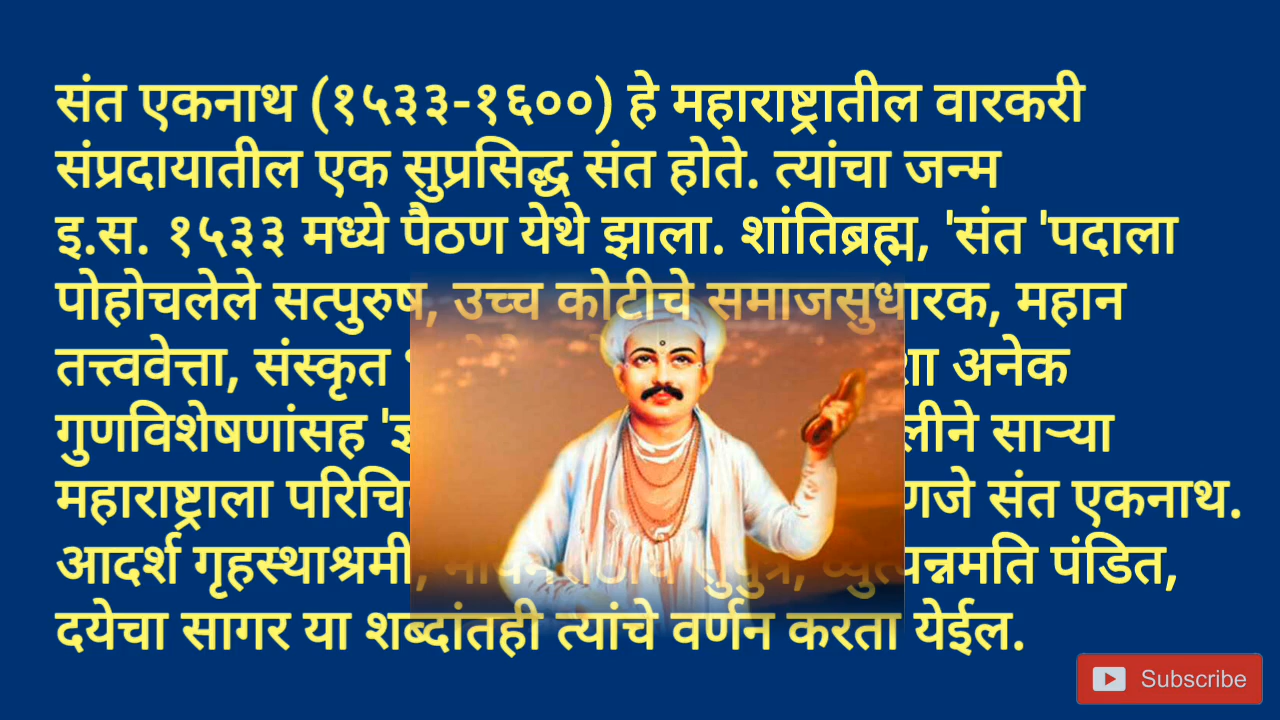 संत एकनाथ (१५३३-१६००) हे महाराष्ट्रातील वारकरी
संप्रदायातील एक सुप्रसिद्ध संत होते. त्यांचा जन्म
इ.स. १५३३ मध्ये पैठण येथे झाला. शांतिब्रह्म, 'संत 'पदाला
पोहोचलेले सत्पुरुष, उच्च कोटीचे समाजसुधारक, महान
तत्त्ववेत्ता, संस्कृत अनेक
गुणविशेषणांसह साऱ्या
महाराष्ट्राला संत एकनाथ.
आदर्श गृहस्थाश्रमी, सुपुत्र, व्युत्पन्नमति पंडित,
दयेचा सागर या शब्दांतही त्यांचे वर्णन करता येईल.
Subscribe